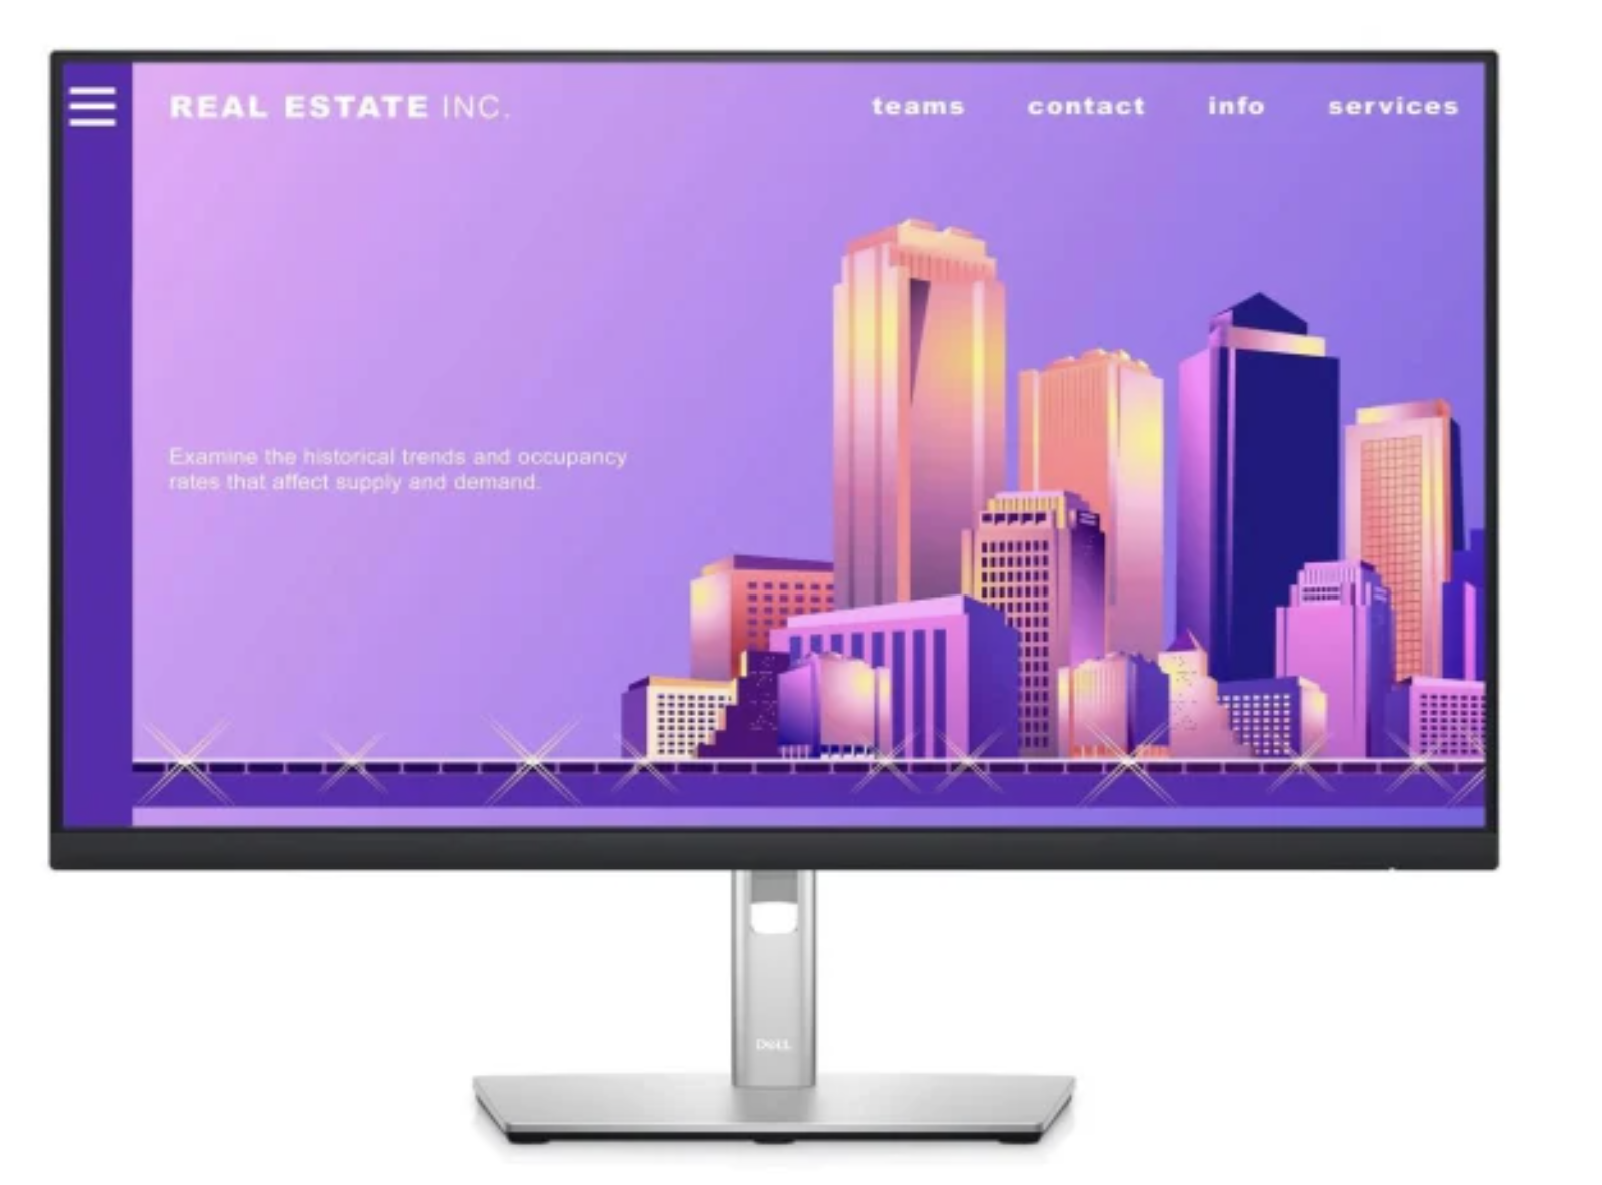 REAL ESTATE INC.
teams contact info services
Examine the historical trends and occupancy
rates that affect supply and demand.
DELL